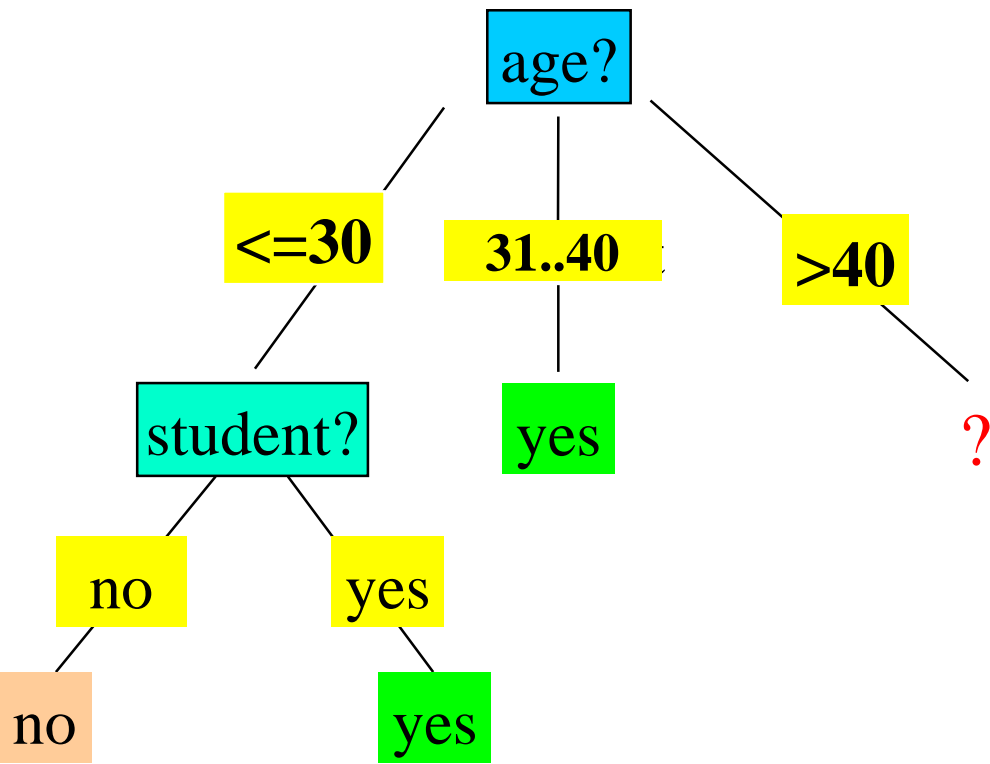 age?
<=30
31..40
>40
student?
yes
?
no
yes
no
yes